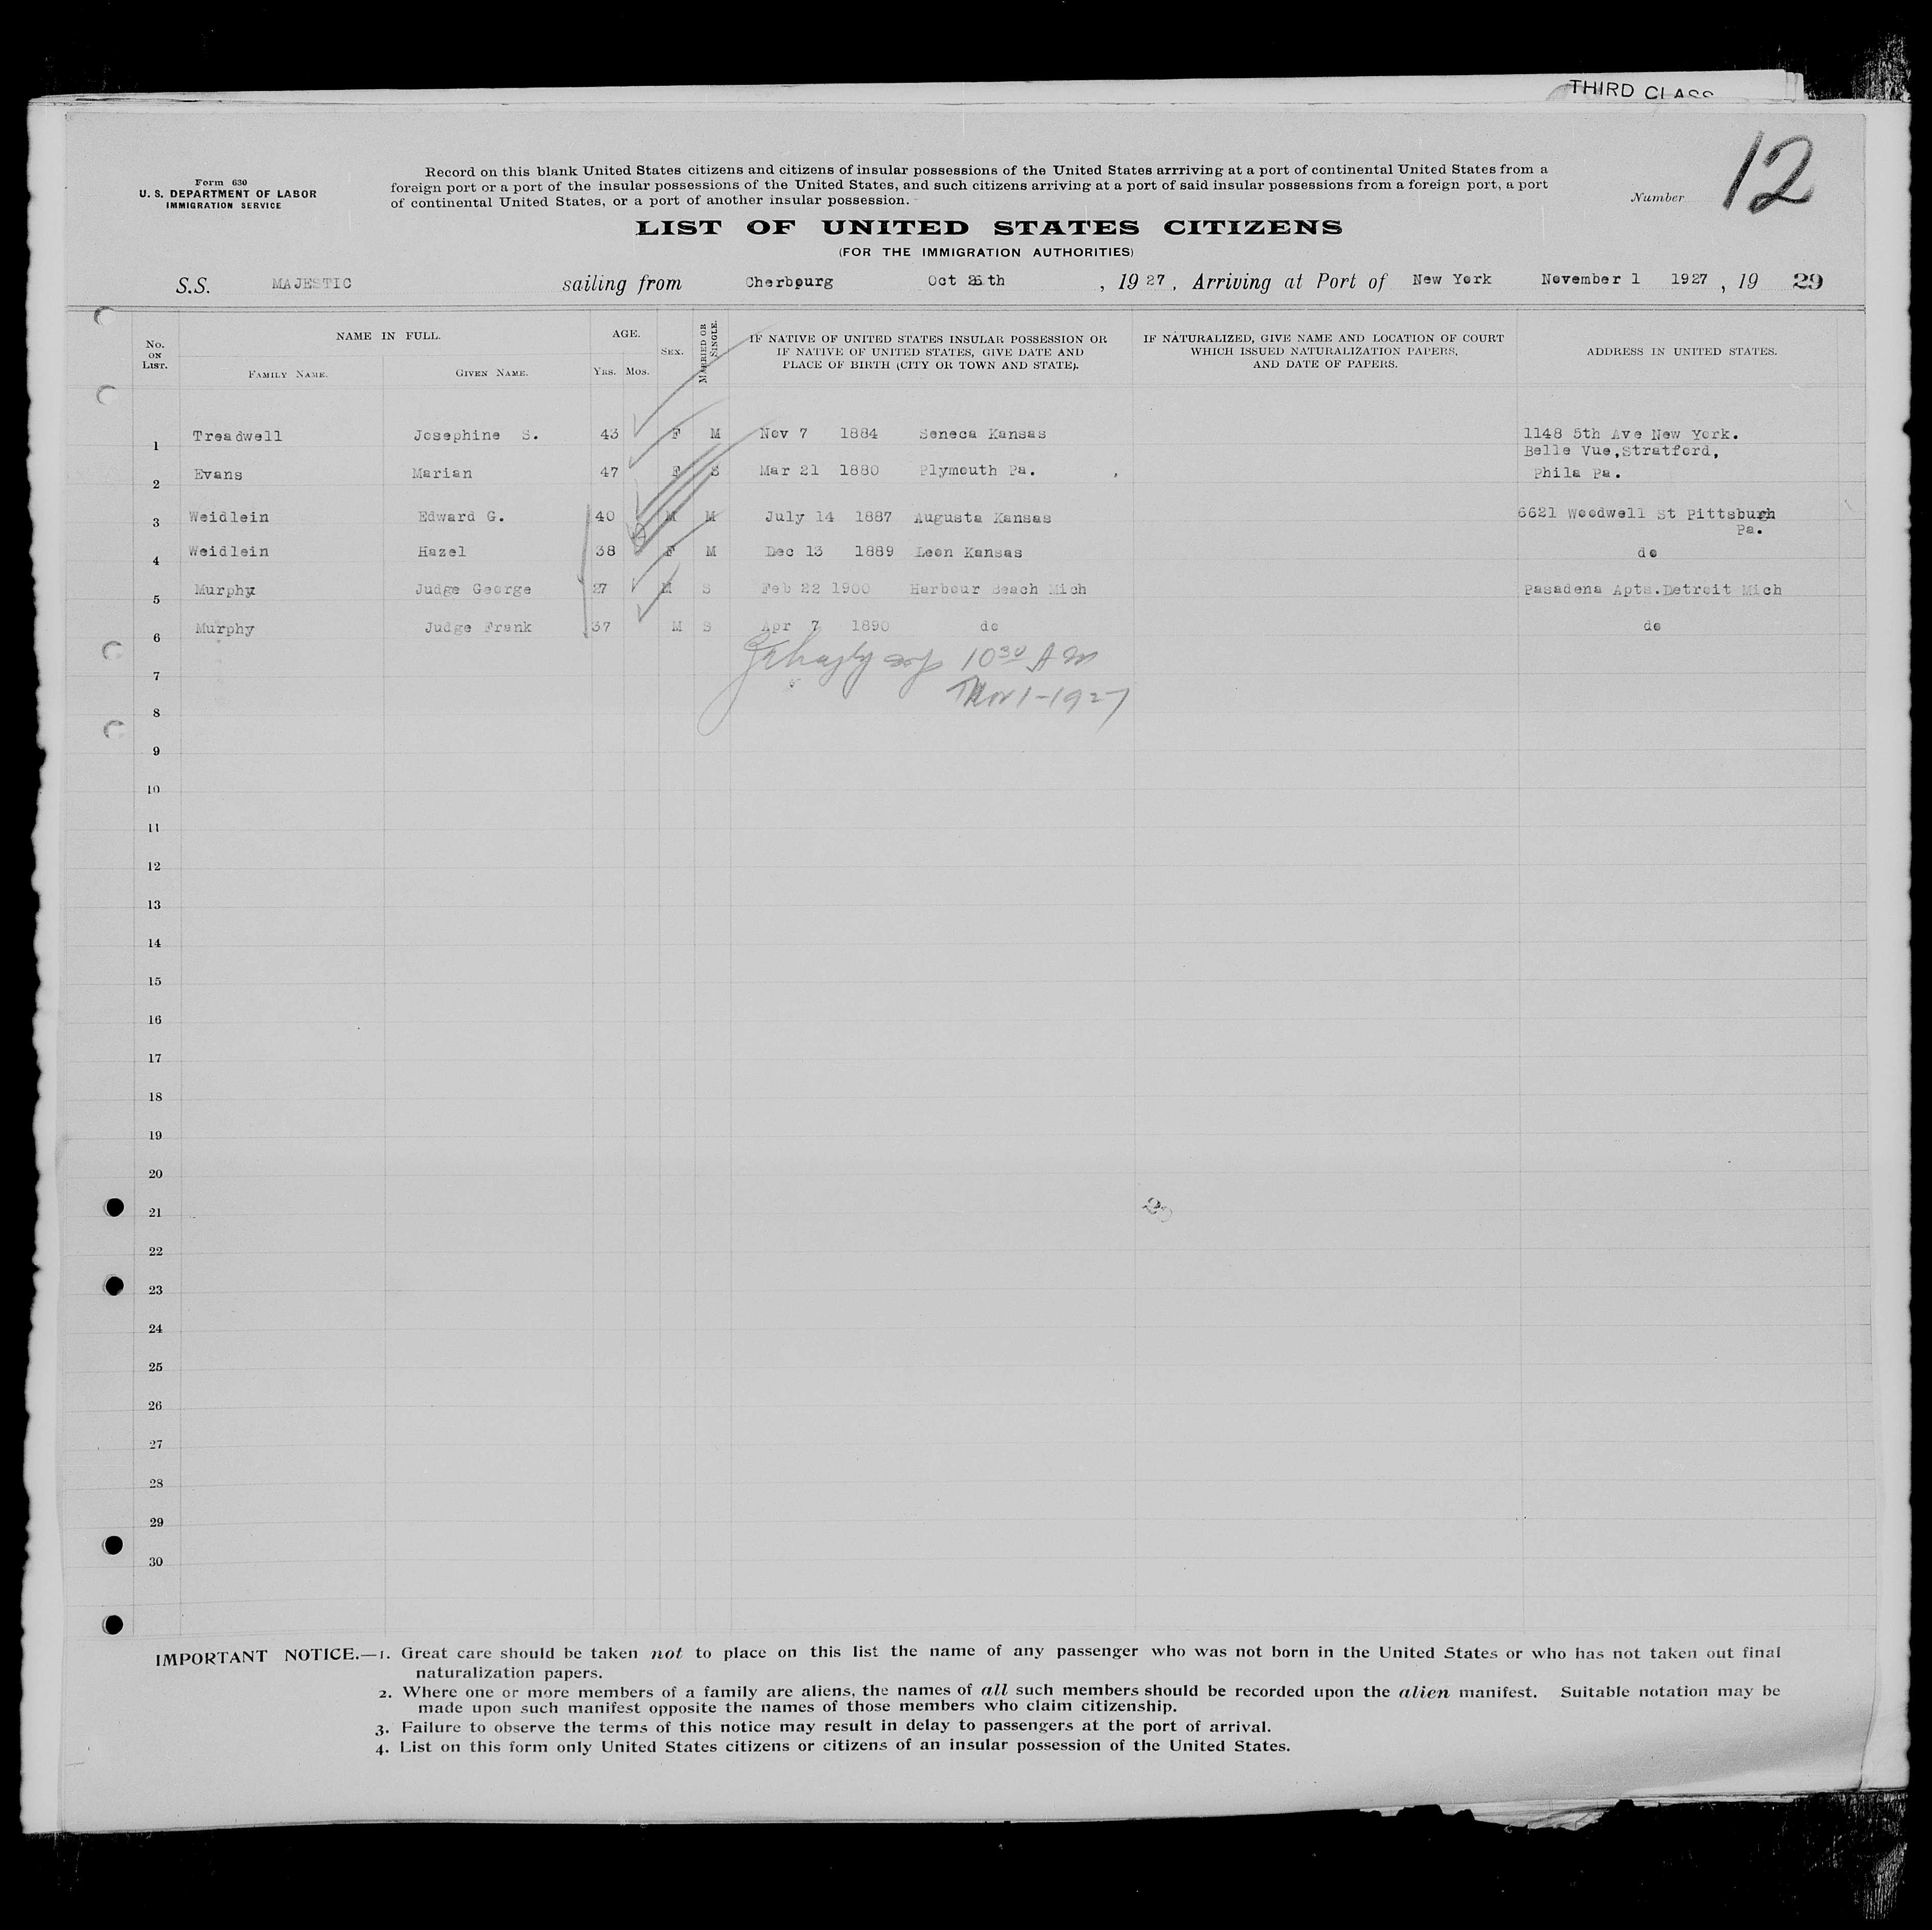 THIRD CLASS
Form 630
U. S. DEPARTMENT OF LABOR
IMMIGRATION SERVICE
Record on this blank United States citizens and citizens of insular possessions of the United States arrriving at a port of continental United States from a
foreign port or a port of the insular possessions of the United States, and such citizens arriving at a port of said insular possessions from a foreign port, a port
of continental United States, or a port of another insular possession.
Number 12
LIST OF UNITED STATES CITIZENS
(FOR THE IMMIGRATION AUTHORITIES)
S.S. MAJESTIC sailing from Cherbourg Oct 26th , 1927 , Arriving at Port of New York November 1 1927 , 19 29
No. ON LIST. NAME IN FULL. AGE. SEX. MARRIED OR SINGLE.
FAMILY NAME. GIVEN NAME. YRS. MOS.
IF NATIVE OF UNITED STATES INSULAR POSSESSION OR
IF NATIVE OF UNITED STATES, GIVE DATE AND
PLACE OF BIRTH (CITY OR TOWN AND STATE).
IF NATURALIZED, GIVE NAME AND LOCATION OF COURT
WHICH ISSUED NATURALIZATION PAPERS,
AND DATE OF PAPERS.
ADDRESS IN UNITED STATES.
1 Treadwell Josephine S. 43 F M Nov 7 1884 Seneca Kansas 1148 5th Ave New York.
Belle Vue,Stratford,
2 Evans Marian 47 F S Mar 21 1880 Plymouth Pa. Phila Pa.
3 Weidlein Edward G. 40 M M July 14 1887 Augusta Kansas 6621 Woodwell St Pittsburgh
Pa.
4 Weidlein Hazel 38 F M Dec 13 1889 Leon Kansas do
5 Murphy Judge George 27 M S Feb 22 1900 Harbour Beach Mich Pasadena Apts.Detroit Mich
6 Murphy Judge Frank 37 M S Apr 7 1890 do do
10 30 A M
7
Nov 1-1927
8
9
10
11
12
13
14
15
16
17
18
19
20
21
22
23
24
25
26
27
28
29
30
29
IMPORTANT NOTICE.—1. Great care should be taken not to place on this list the name of any passenger who was not born in the United States or who has not taken out final
naturalization papers.
2. Where one or more members of a family are aliens, the names of all such members should be recorded upon the alien manifest. Suitable notation may be
made upon such manifest opposite the names of those members who claim citizenship.
3. Failure to observe the terms of this notice may result in delay to passengers at the port of arrival.
4. List on this form only United States citizens or citizens of an insular possession of the United States.